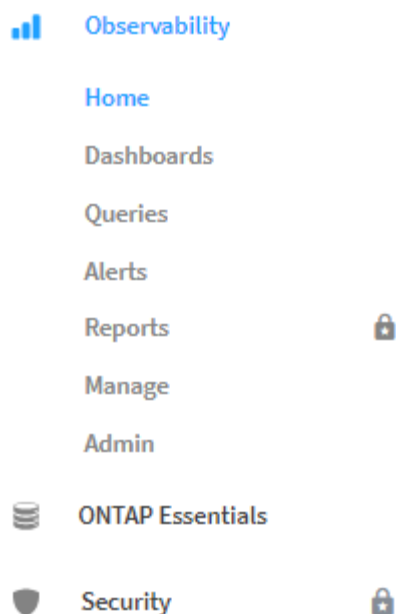 Observability
Home
Dashboards
Queries
Alerts
Reports
Manage
Admin
ONTAP Essentials
Security